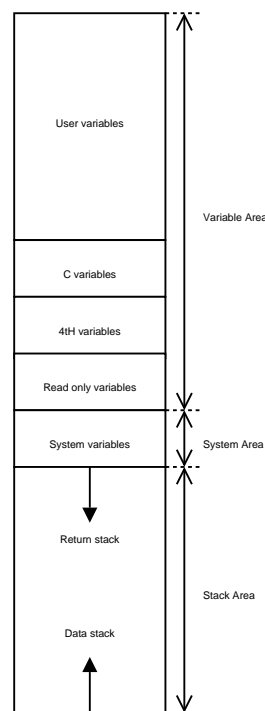 User variables
Variable Area
C variables
4tH variables
Read only variables
System variables
System Area
Return stack
Stack Area
Data stack